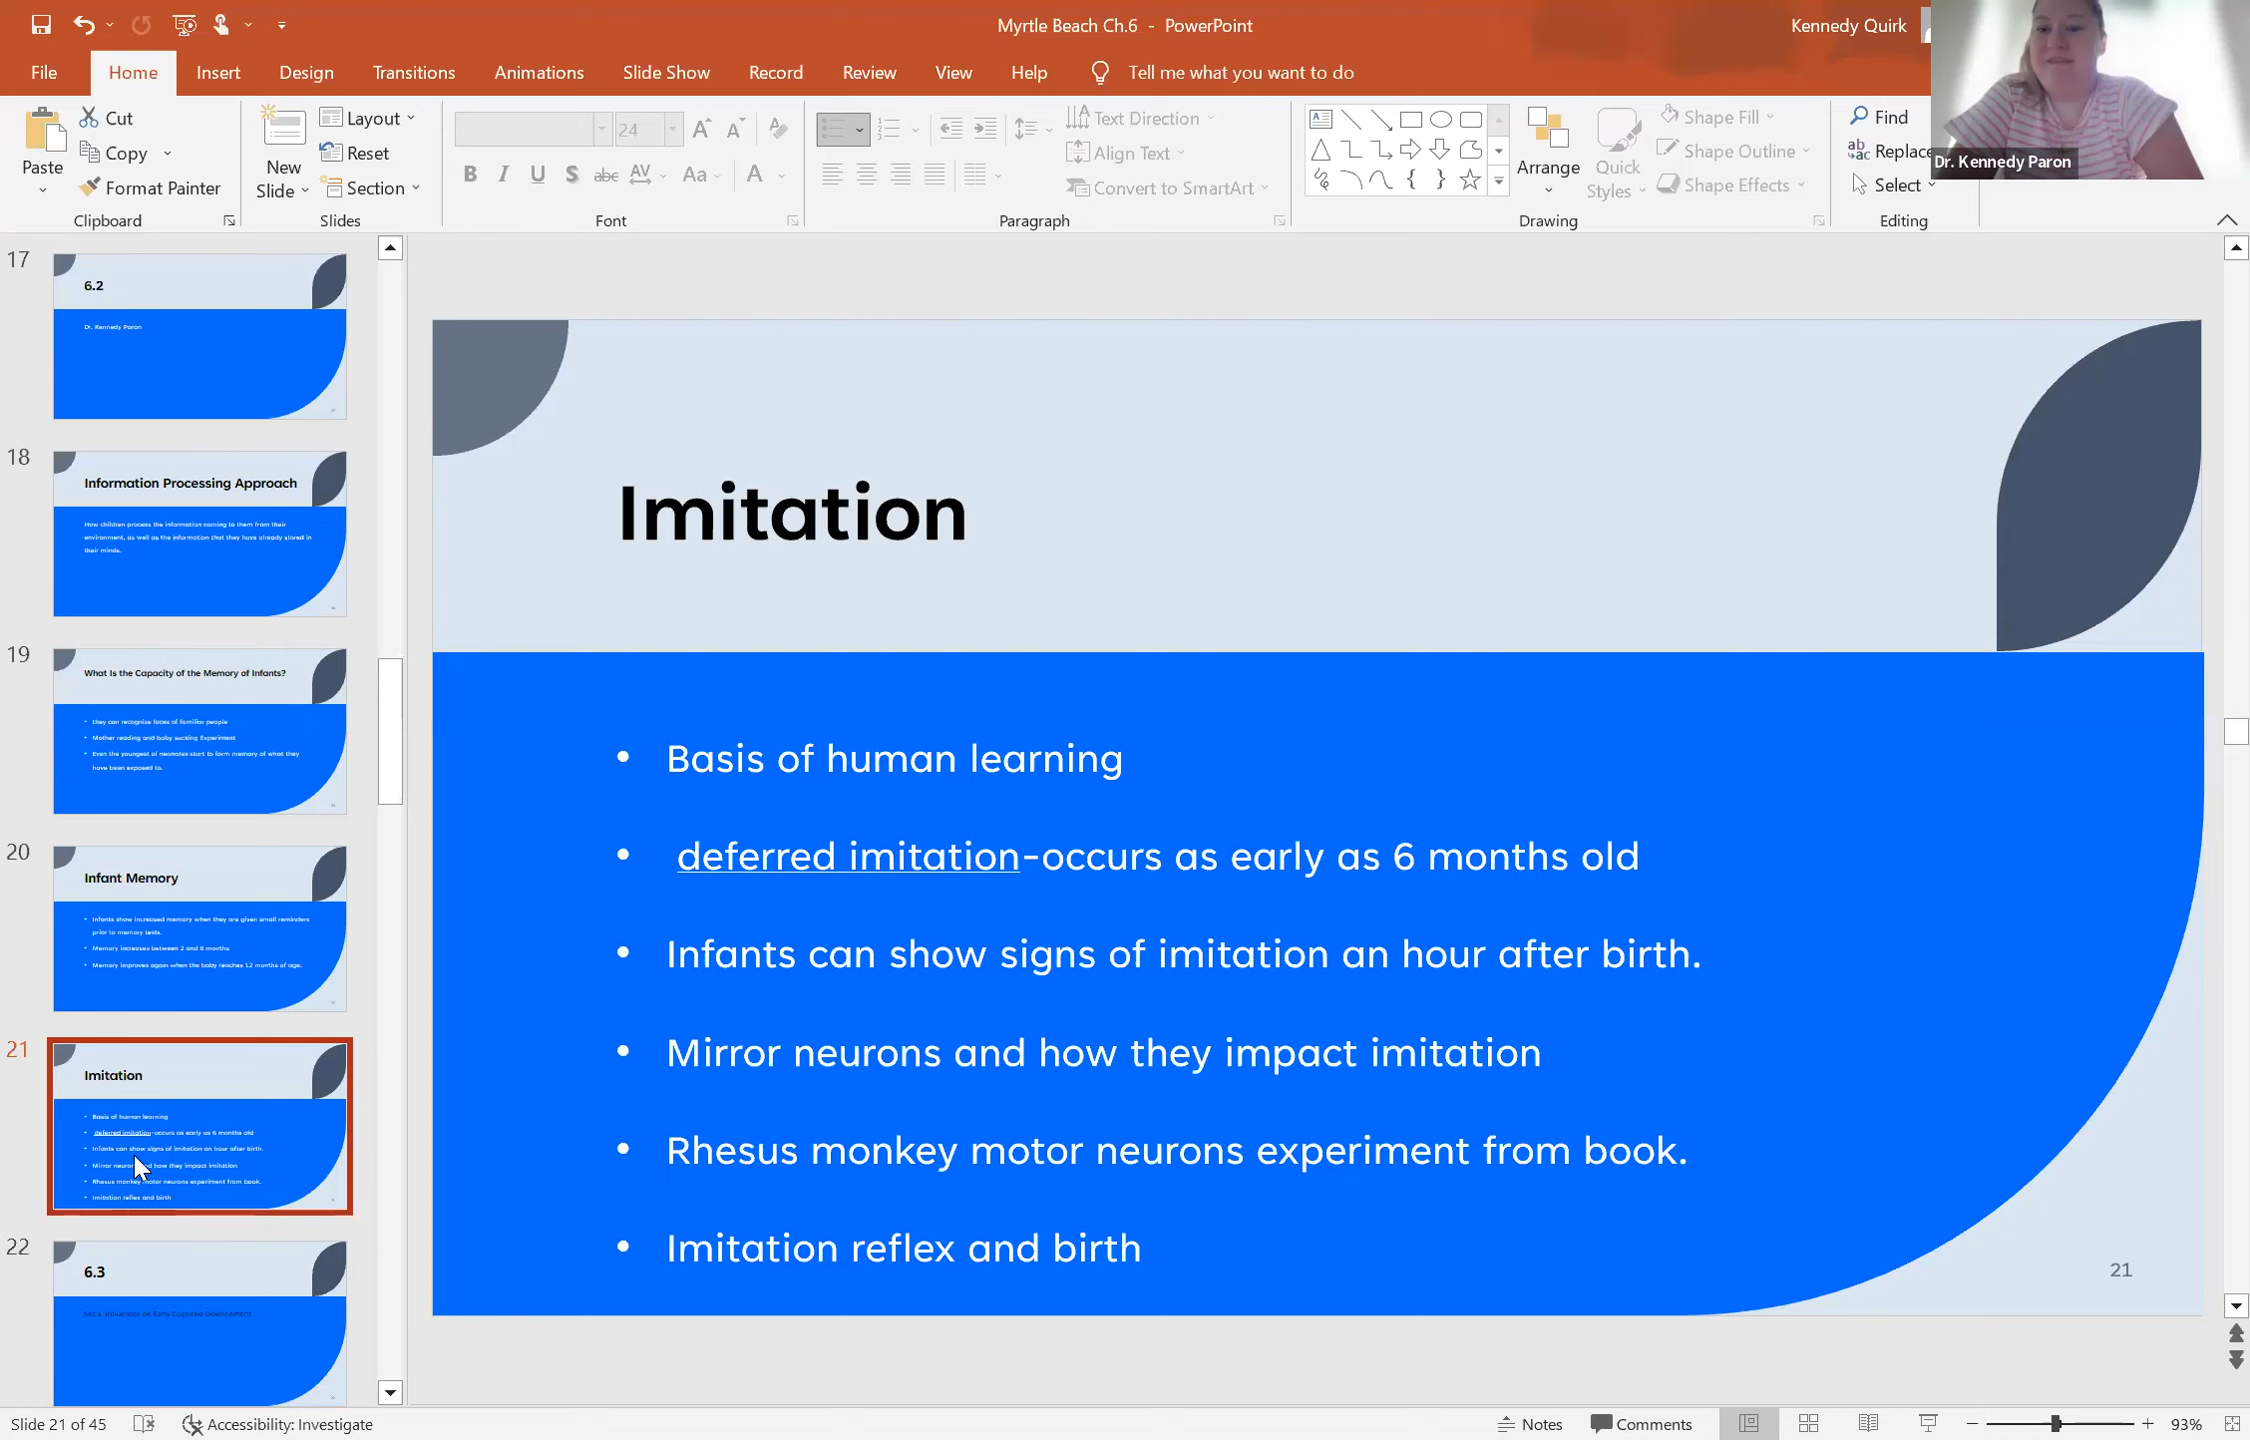 Myrtle Beach Ch.6 - PowerPoint
Kennedy Quirk
File Home Insert Design Transitions Animations Slide Show Record Review View Help Tell me what you want to do
Paste
Cut
Copy
Format Painter
Clipboard
New Slide
Layout
Reset
Section
Slides
24
B I U S abc AV Aa A
Font
Text Direction
Align Text
Convert to SmartArt
Paragraph
Arrange
Quick Styles
Shape Fill
Shape Outline
Shape Effects
Drawing
Find
Replace
Select
Editing
Dr. Kennedy Paron
17
6.2
Dr. Kennedy Paron
18
Information Processing Approach
How children process the information coming to them from their
environment, as well as the information that they have already stored in
their minds.
19
What Is the Capacity of the Memory of Infants?
• they can recognize faces of familiar people
• Mother reading and baby sucking Experiment
• Even the youngest of neonates start to form memory of what they
have been exposed to.
20
Infant Memory
• Infants show increased memory when they are given small reminders
prior to memory tests.
• Memory increases between 2 and 6 months
• Memory improves again when the baby reaches 12 months of age.
21
Imitation
• Basis of human learning
• deferred imitation-occurs as early as 6 months old
• Infants can show signs of imitation an hour after birth.
• Mirror neurons and how they impact imitation
• Rhesus monkey motor neurons experiment from book.
• Imitation reflex and birth
22
6.3
Influences on Early Cognitive Development
Imitation
• Basis of human learning
• deferred imitation-occurs as early as 6 months old
• Infants can show signs of imitation an hour after birth.
• Mirror neurons and how they impact imitation
• Rhesus monkey motor neurons experiment from book.
• Imitation reflex and birth
21
Slide 21 of 45
Accessibility: Investigate
Notes
Comments
93%